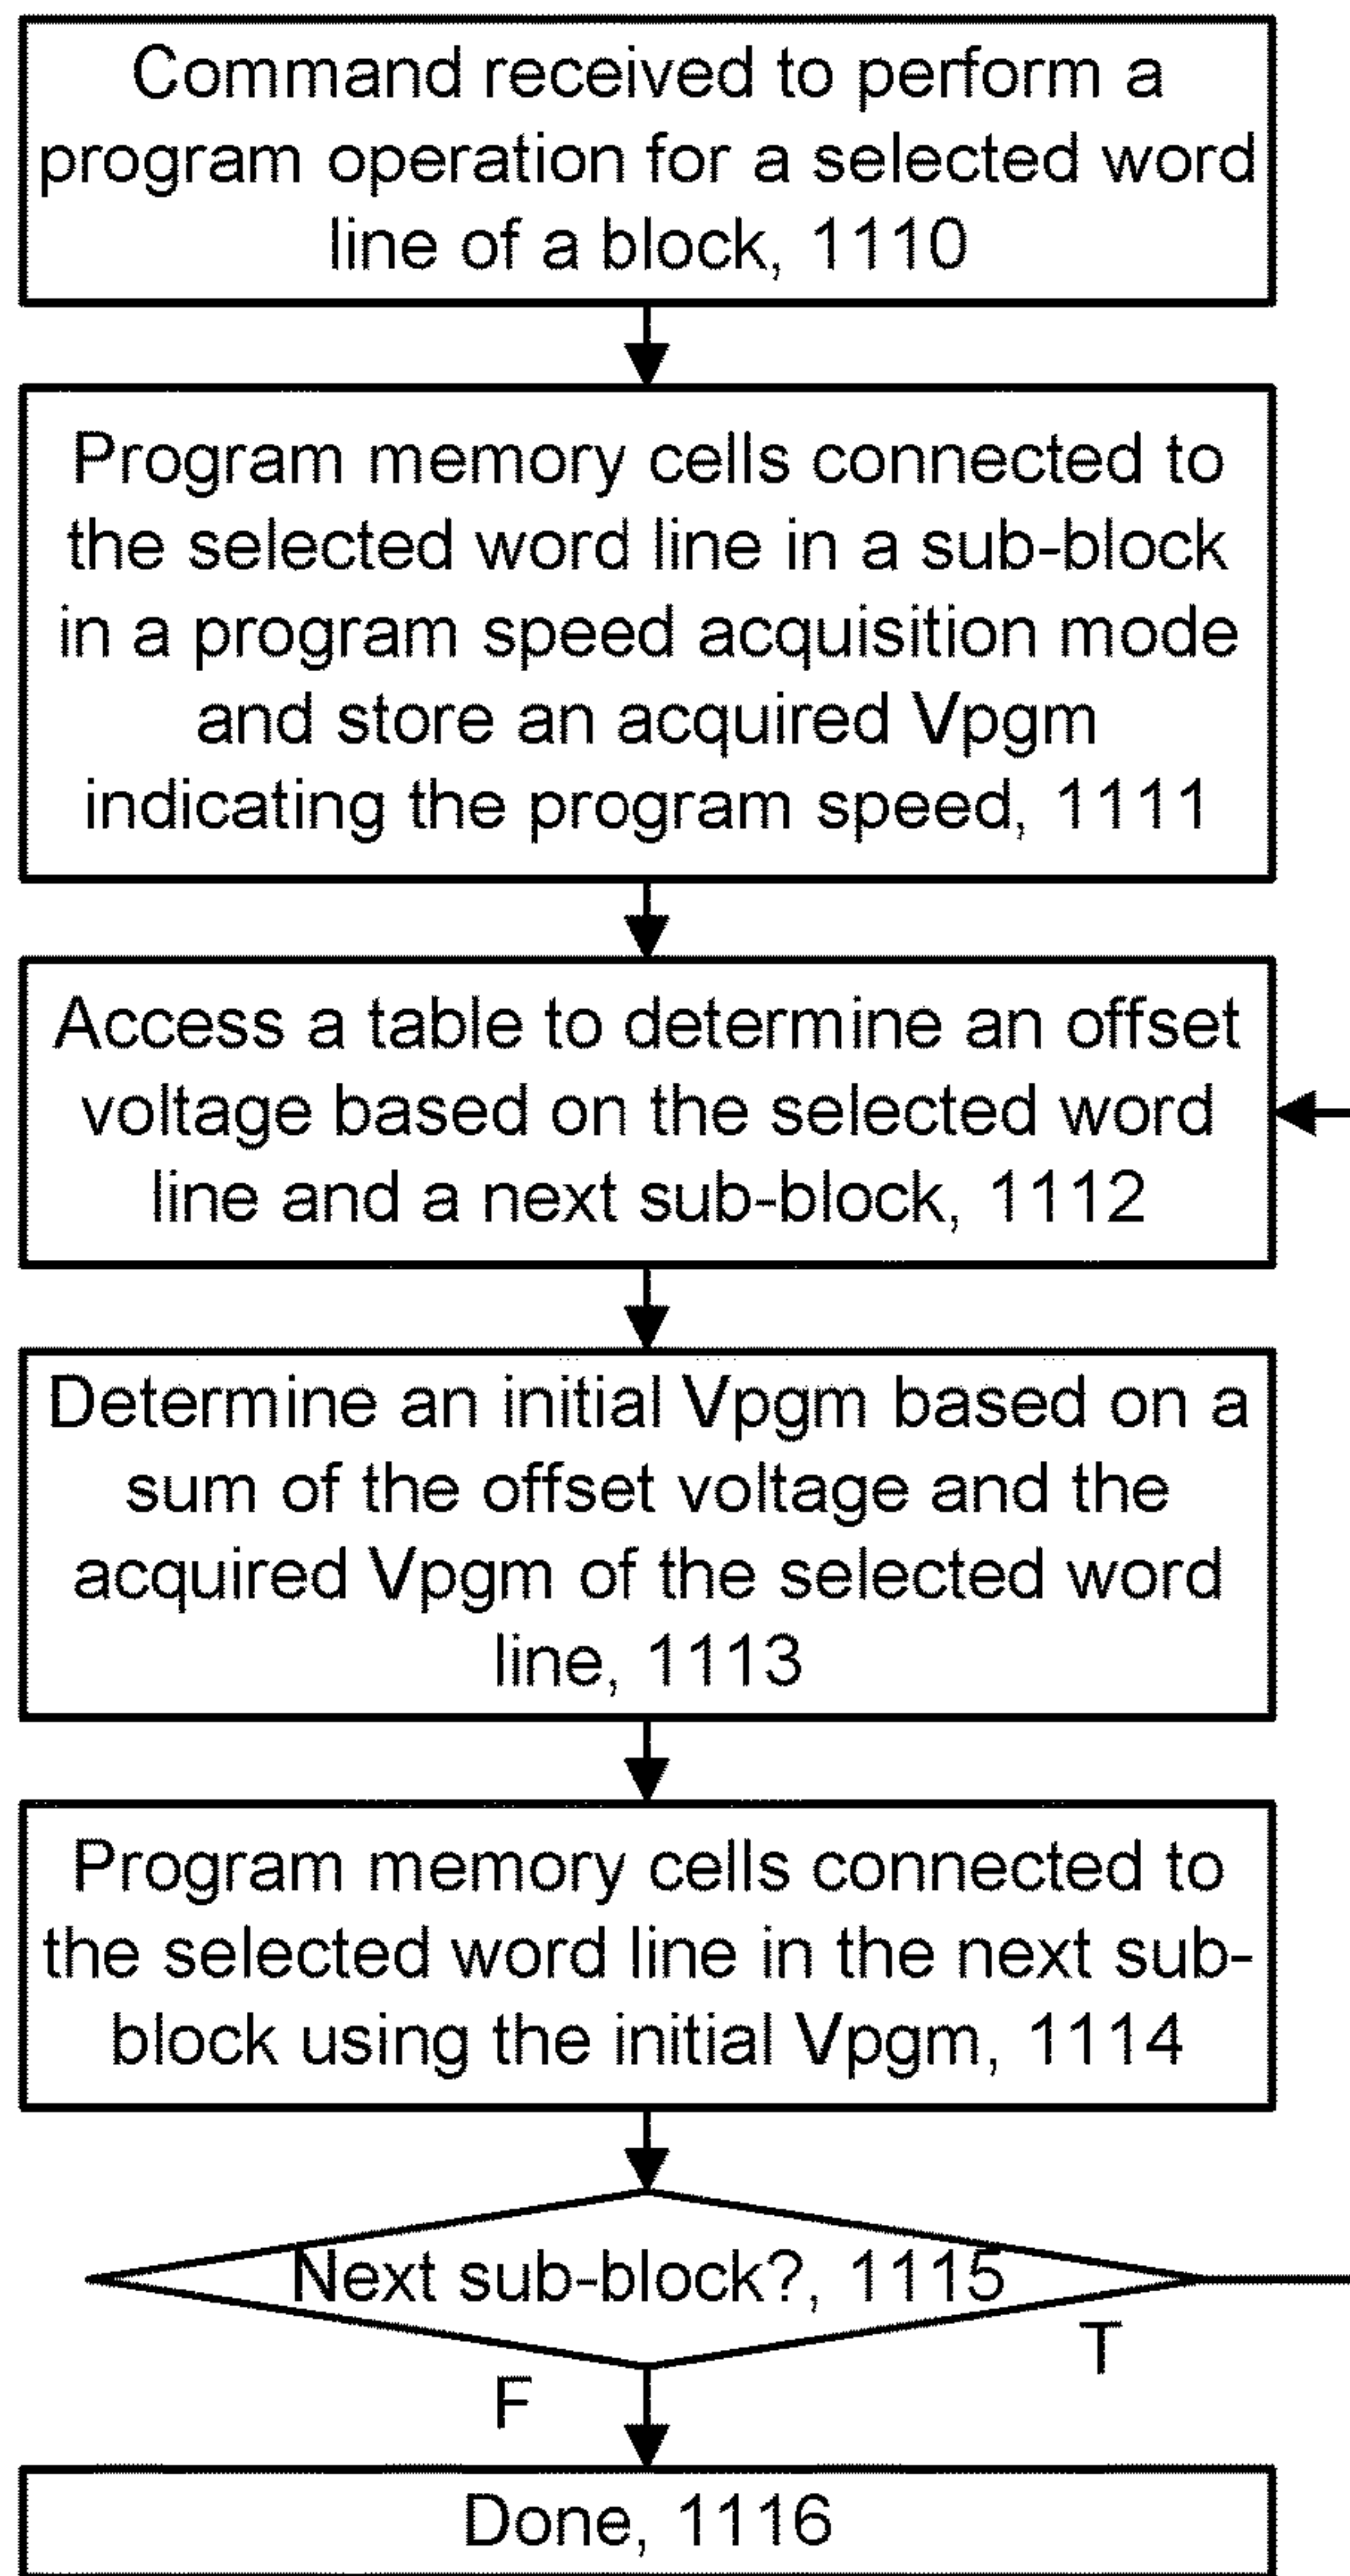 Command received to perform a
program operation for a selected word
line of a block, 1110
Program memory cells connected to
the selected word line in a sub-block
in a program speed acquisition mode
and store an acquired Vpgm
indicating the program speed, 1111
Access a table to determine an offset
voltage based on the selected word
line and a next sub-block, 1112
Determine an initial Vpgm based on a
sum of the offset voltage and the
acquired Vpgm of the selected word
line, 1113
Program memory cells connected to
the selected word line in the next sub-
block using the initial Vpgm, 1114
Next sub-block?, 1115
T
F
Done, 1116